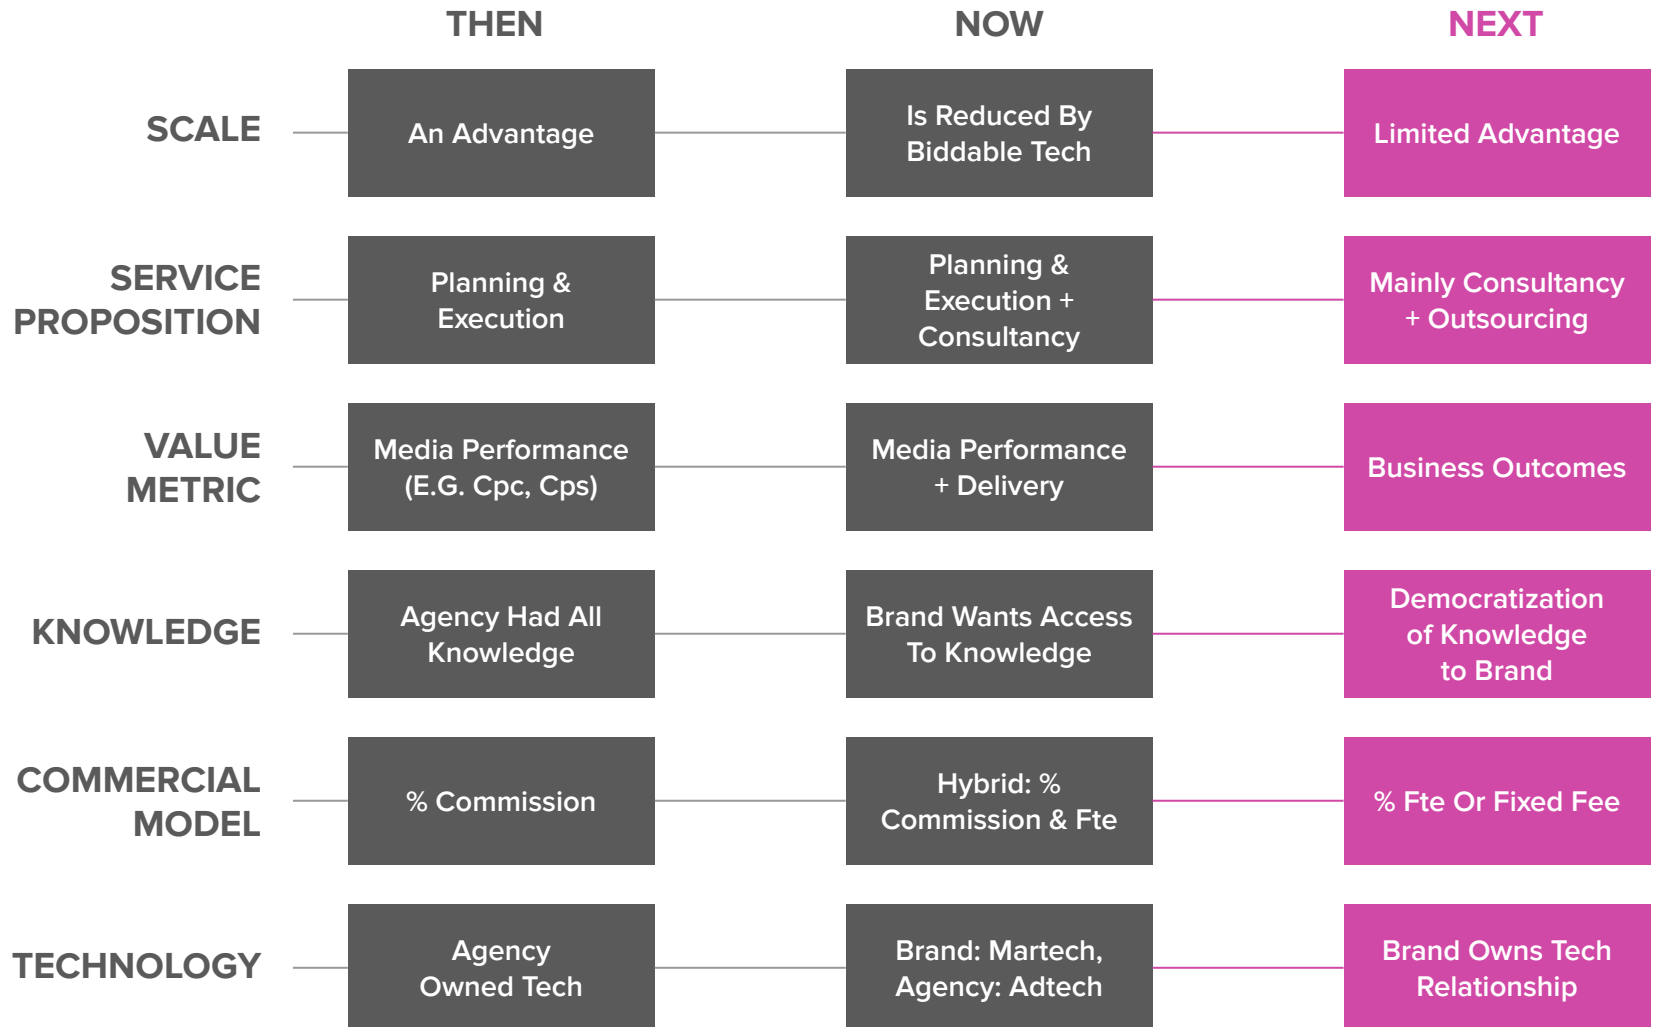 THEN
NOW
NEXT
SCALE
An Advantage
Is Reduced By
Biddable Tech
Limited Advantage
SERVICE
PROPOSITION
Planning &
Execution
Planning &
Execution +
Consultancy
Mainly Consultancy
+ Outsourcing
VALUE
METRIC
Media Performance
(E.G. Cpc, Cps)
Media Performance
+ Delivery
Business Outcomes
KNOWLEDGE
Agency Had All
Knowledge
Brand Wants Access
To Knowledge
Democratization
of Knowledge
to Brand
COMMERCIAL
MODEL
% Commission
Hybrid: %
Commission & Fte
% Fte Or Fixed Fee
TECHNOLOGY
Agency
Owned Tech
Brand: Martech,
Agency: Adtech
Brand Owns Tech
Relationship